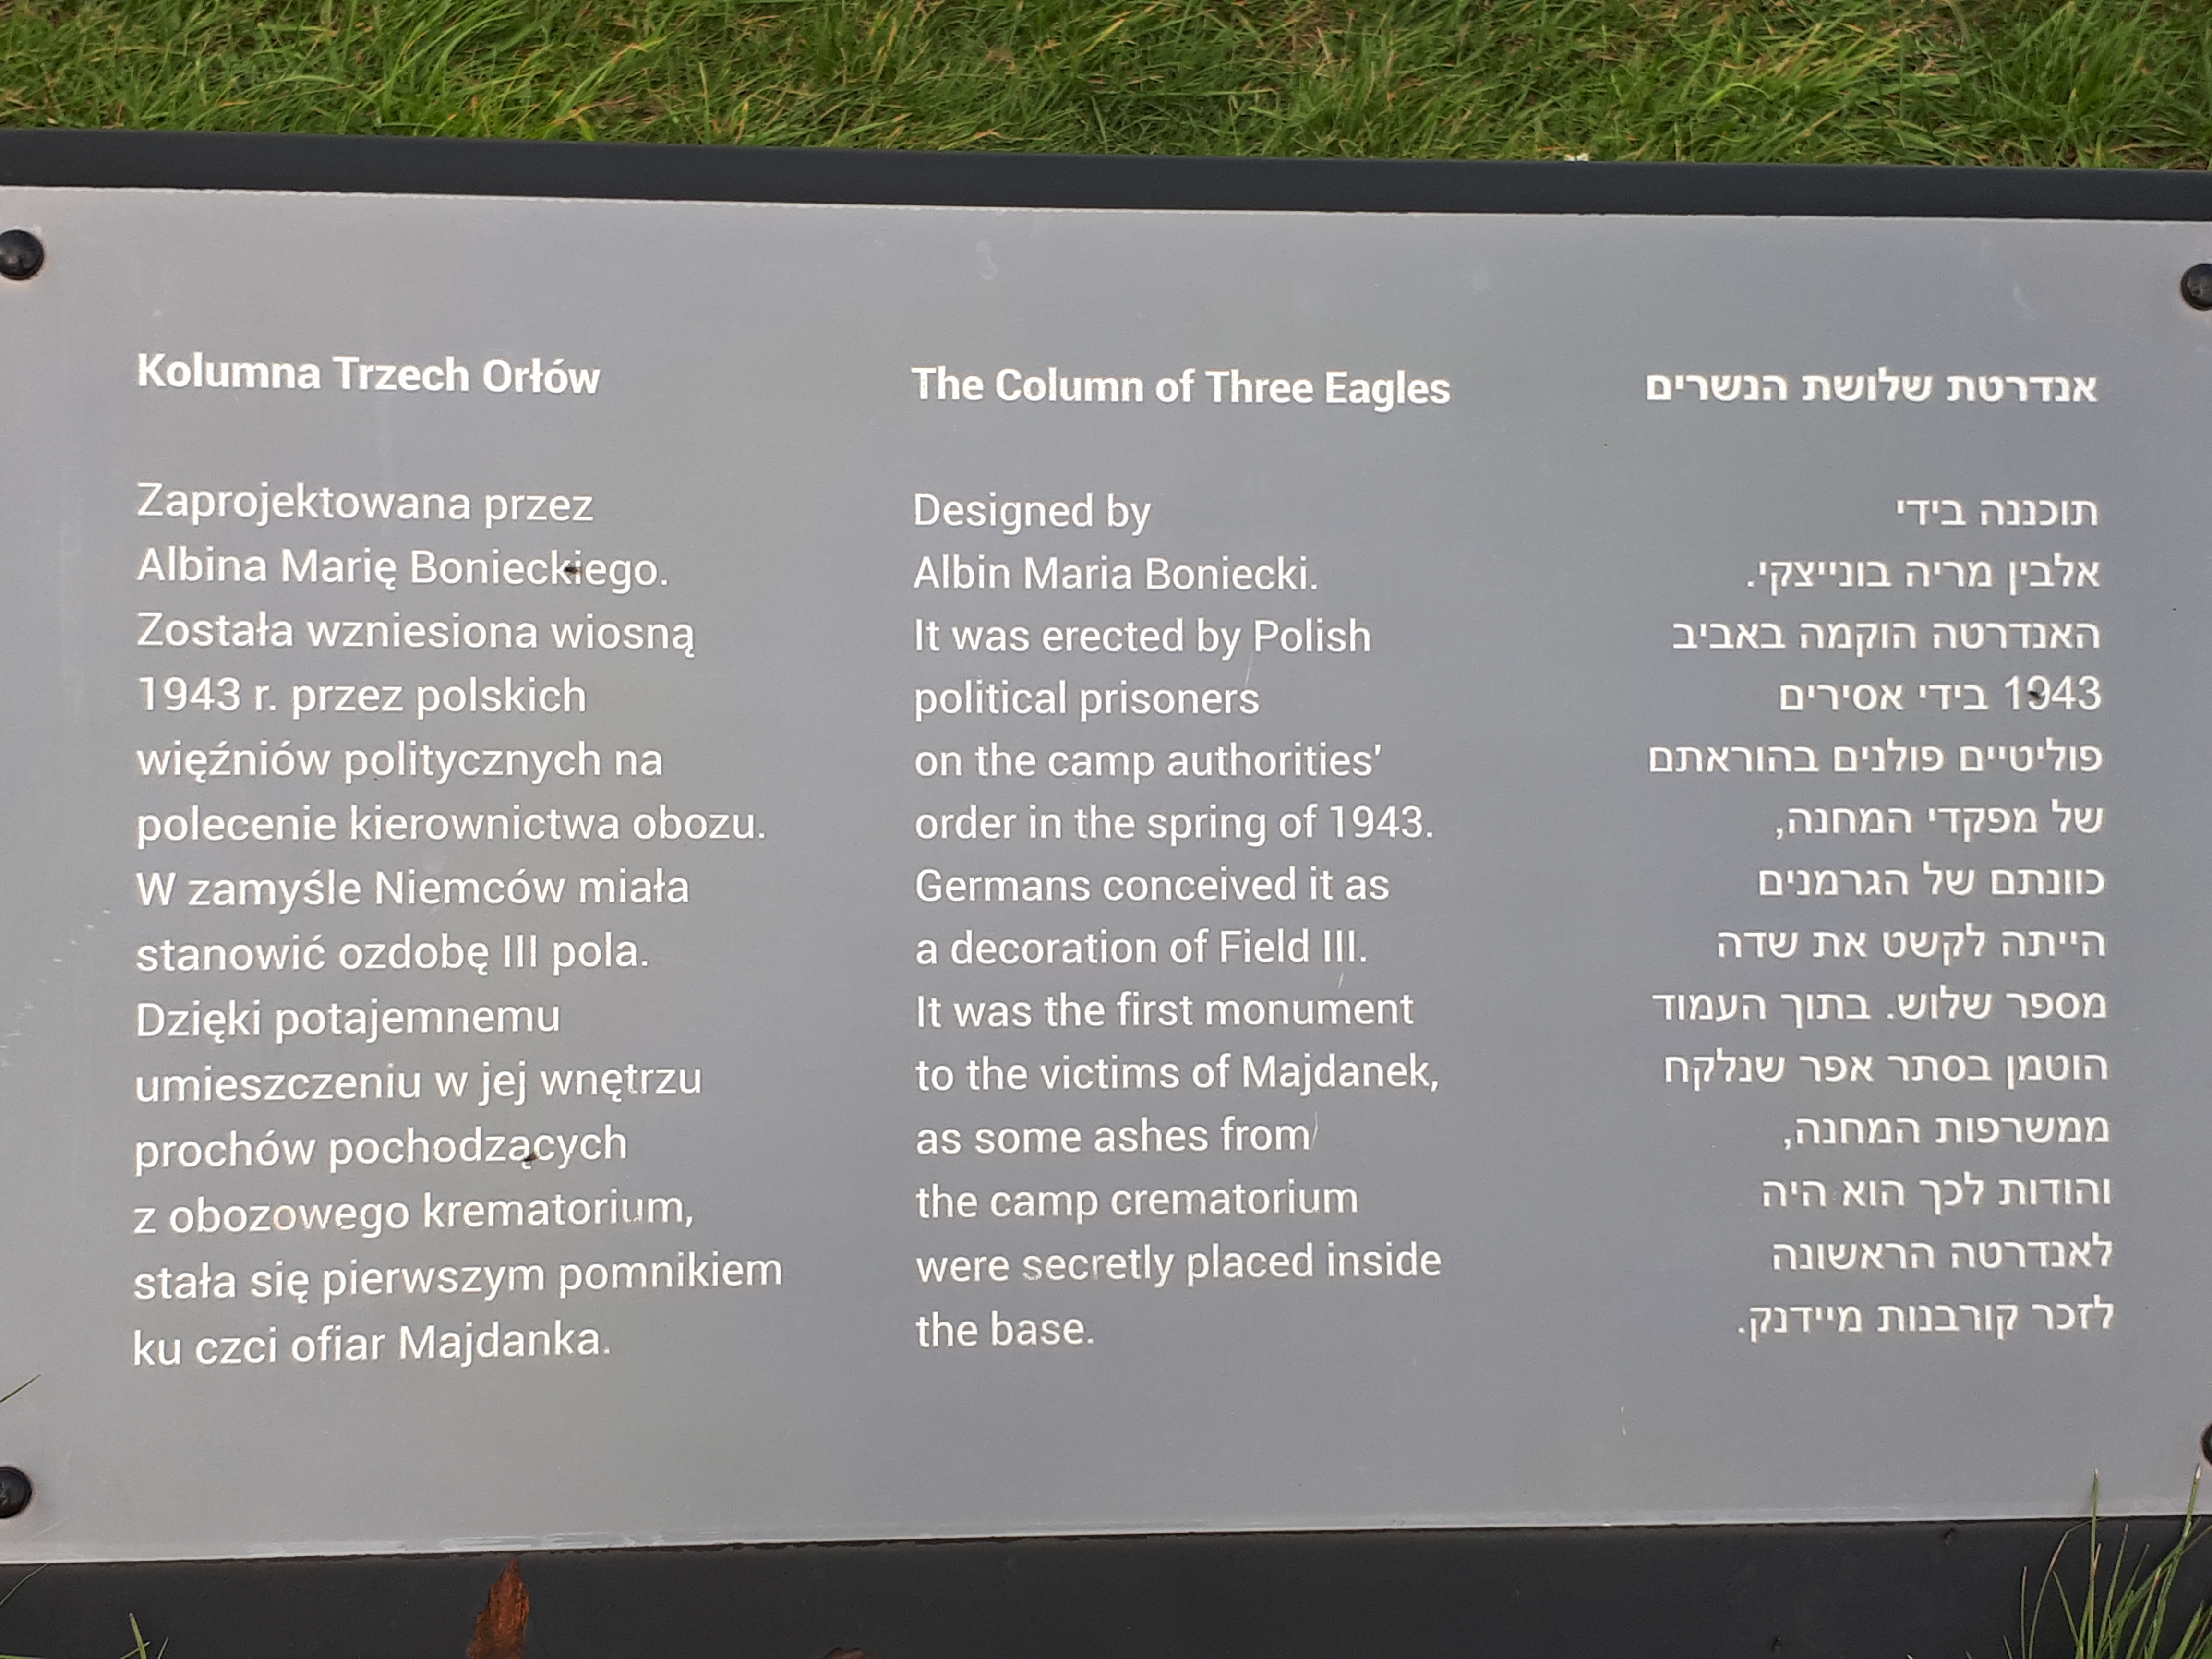 Kolumna Trzech Orłów
Zaprojektowana przez
Albina Marię Bonieckiego.
Została wzniesiona wiosną
1943 r. przez polskich
więźniów politycznych na
polecenie kierownictwa obozu.
W zamyśle Niemców miała
stanowić ozdobę III pola.
Dzięki potajemnemu
umieszczeniu w jej wnętrzu
prochów pochodzących
z obozowego krematorium,
stała się pierwszym pomnikiem
ku czci ofiar Majdanka.
The Column of Three Eagles
Designed by
Albin Maria Boniecki.
It was erected by Polish
political prisoners
on the camp authorities'
order in the spring of 1943.
Germans conceived it as
a decoration of Field III.
It was the first monument
to the victims of Majdanek,
as some ashes from
the camp crematorium
were secretly placed inside
the base.
אנדרטת שלושת הנשרים
תוכננה בידי
אלבין מריה בונייצקי.
האנדרטה הוקמה באביב
1943 בידי אסירים
פוליטיים פולנים בהוראתם
של מפקדי המחנה,
כוונתם של הגרמנים
הייתה לקשט את שדה
מספר שלוש. בתוך העמוד
הוטמן בסתר אפר שנלקח
ממשרפות המחנה,
והודות לכך הוא היה
לאנדרטה הראשונה
לזכר קורבנות מיידנק.